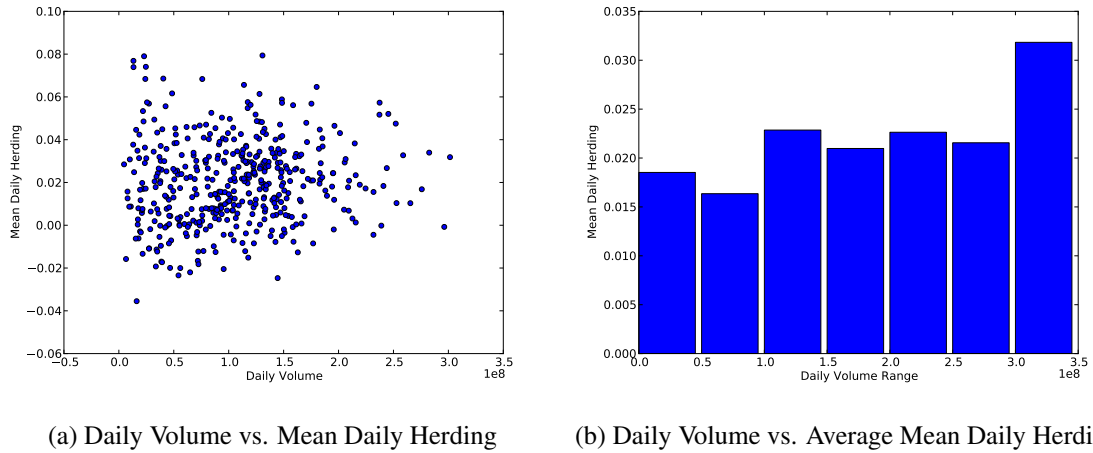 0.10
0.08
0.06
0.04
0.02
0.00
−0.02
−0.04
−0.06
Mean Daily Herding
−0.5 0.0 0.5 1.0 1.5 2.0 2.5 3.0 3.5
Daily Volume 1e8
0.035
0.030
0.025
0.020
0.015
0.010
0.005
0.000
Mean Daily Herding
0.0 0.5 1.0 1.5 2.0 2.5 3.0 3.5
Daily Volume Range 1e8
(a) Daily Volume vs. Mean Daily Herding
(b) Daily Volume vs. Average Mean Daily Herdi